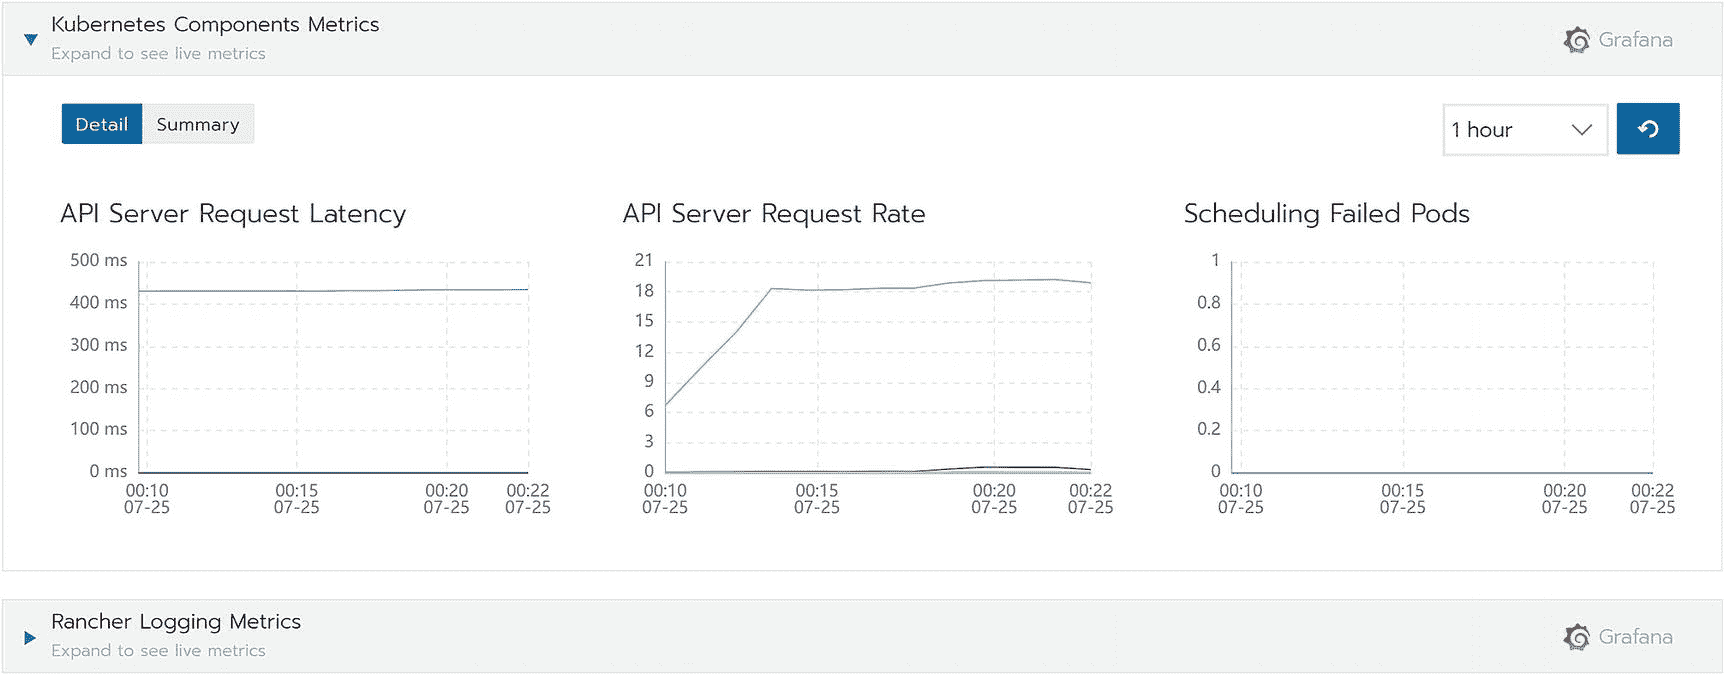 Kubernetes Components Metrics
Expand to see live metrics
Grafana
Detail
Summary
1 hour
API Server Request Latency
500 ms
400 ms
300 ms
200 ms
100 ms
0 ms
00:10 00:15 00:20 00:22
07-25 07-25 07-25 07-25
API Server Request Rate
21
18
15
12
9
6
3
0
00:10 00:15 00:20 00:22
07-25 07-25 07-25 07-25
Scheduling Failed Pods
1
0.8
0.6
0.4
0.2
0
00:10 00:15 00:20 00:22
07-25 07-25 07-25 07-25
Rancher Logging Metrics
Expand to see live metrics
Grafana